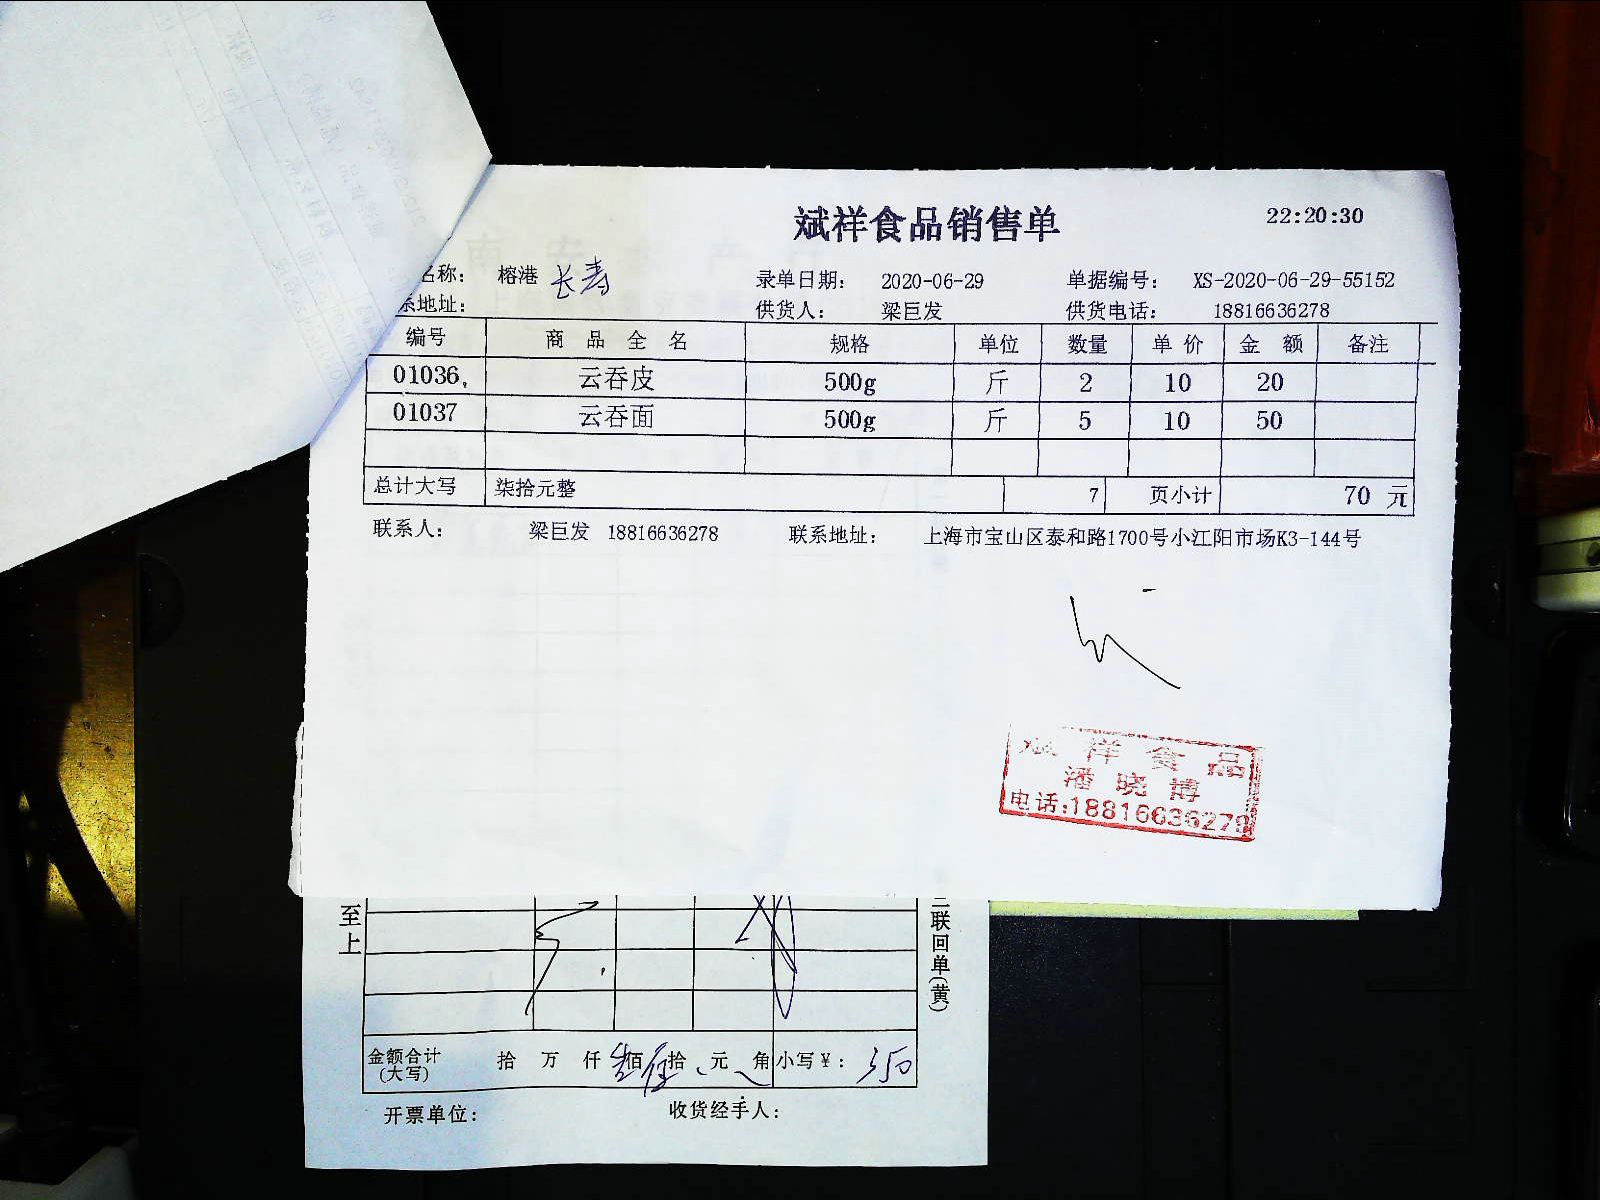 斌祥食品销售单 22:20:30
名称: 榕港 长寿 录单日期: 2020-06-29 单据编号: XS-2020-06-29-55152
系地址: 供货人: 梁巨发 供货电话: 18816636278
编号 商品全名 规格 单位 数量 单价 金额 备注
01036 云吞皮 500g 斤 2 10 20
01037 云吞面 500g 斤 5 10 50
总计大写 柒拾元整 7 页小计 70 元
联系人: 梁巨发 18816636278 联系地址: 上海市宝山区泰和路1700号小江阳市场K3-144号
斌祥食品
潘晓博
电话:18816636278
至上
三联回单(黄)
金额合计 拾 万 仟 佰 拾 元 角 小写¥: 350
(大写)
开票单位: 收货经手人: